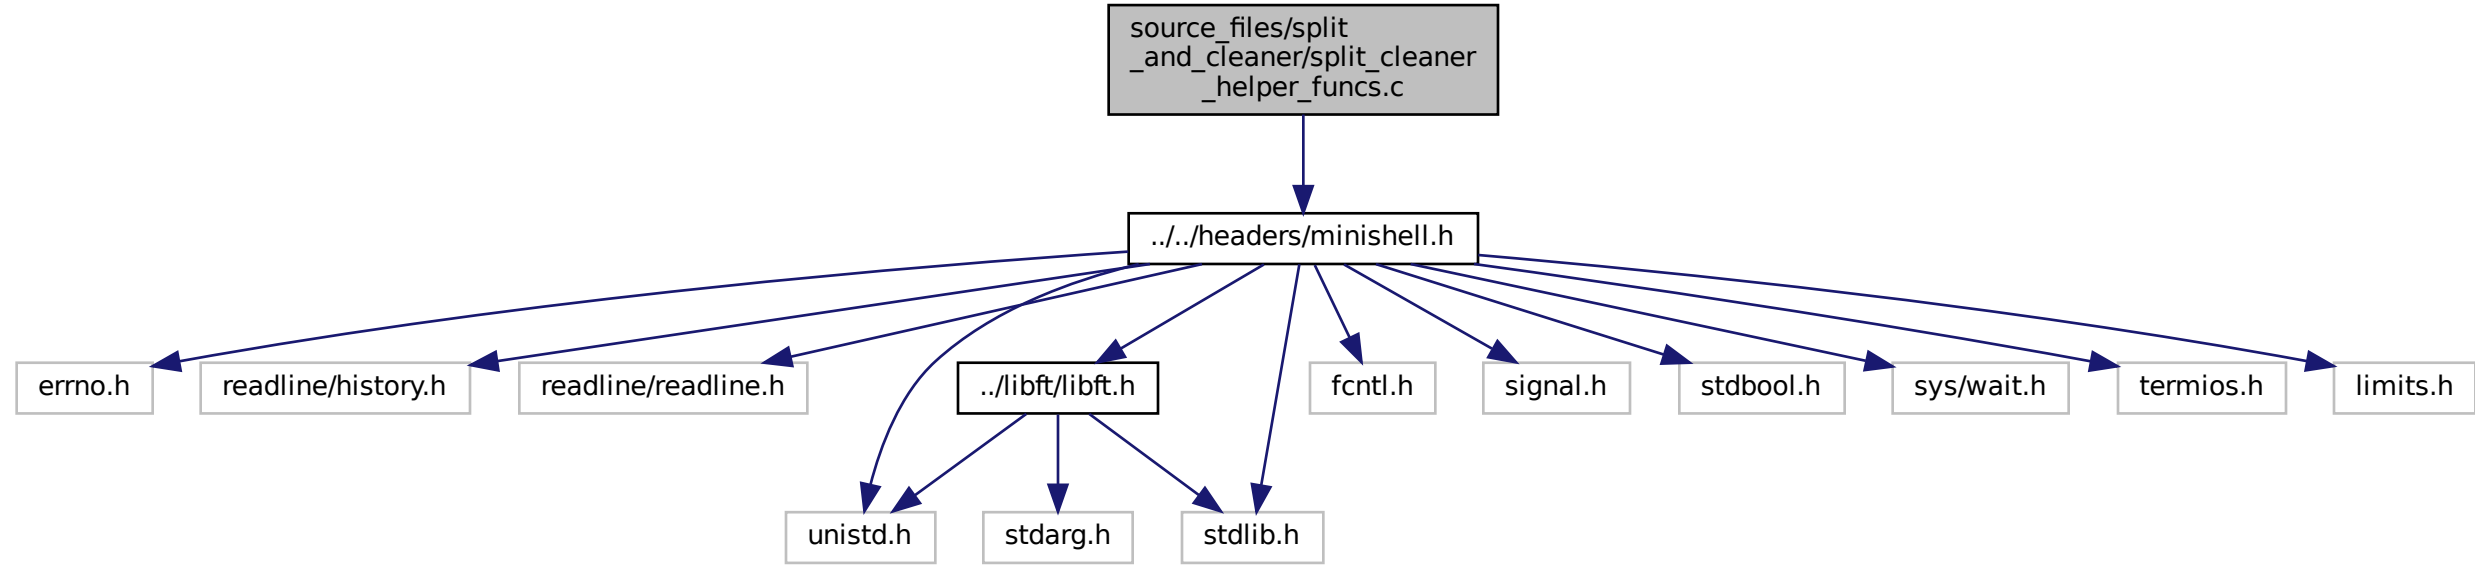 source_files/split
_and_cleaner/split_cleaner
_helper_funcs.c
../../headers/minishell.h
errno.h
readline/history.h
readline/readline.h
../libft/libft.h
fcntl.h
signal.h
stdbool.h
sys/wait.h
termios.h
limits.h
unistd.h
stdarg.h
stdlib.h